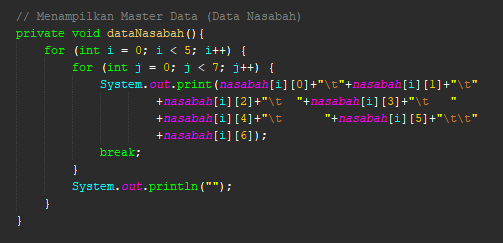 // Menampilkan Master Data (Data Nasabah)
private void dataNasabah(){
    for (int i = 0; i < 5; i++) {
        for (int j = 0; j < 7; j++) {
            System.out.print(nasabah[i][0]+"\t"+nasabah[i][1]+"\t"
                    +nasabah[i][2]+"\t  "+nasabah[i][3]+"\t   "
                    +nasabah[i][4]+"\t      "+nasabah[i][5]+"\t\t"
                    +nasabah[i][6]);
            break;
        }
        System.out.println("");
    }
}